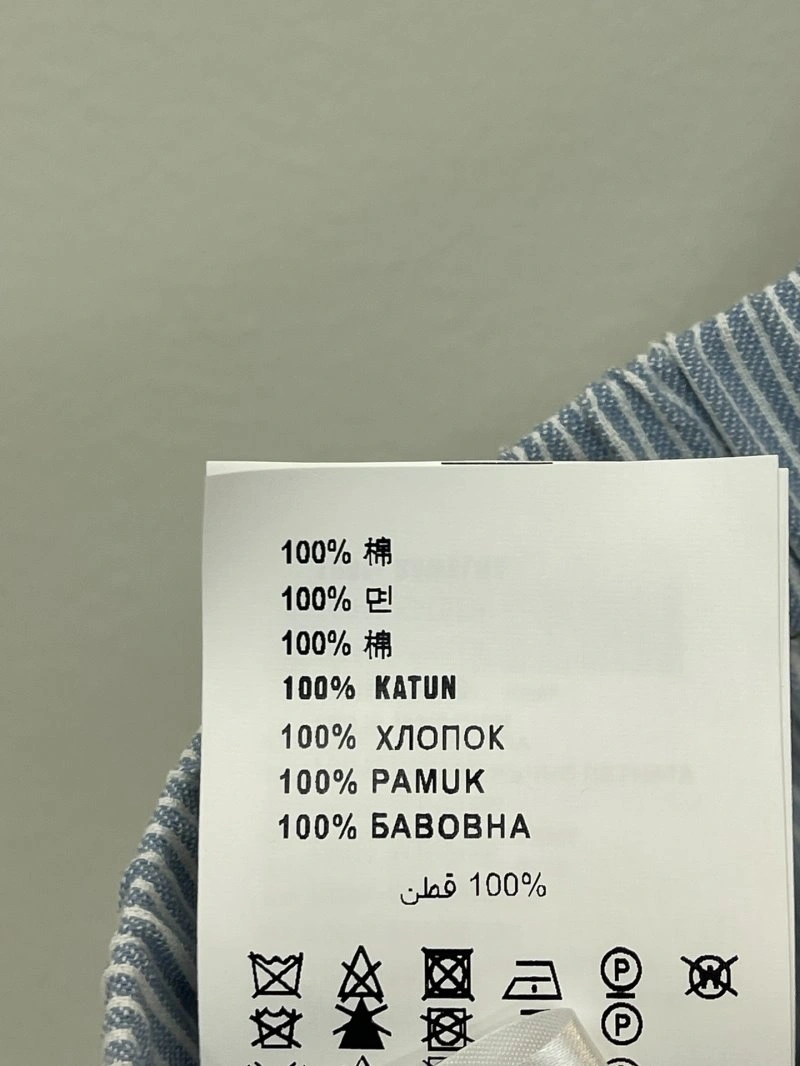 100% 棉
100% 면
100% 棉
100% KATUN
100% ХЛОПОК
100% PAMUK
100% БАВОВНА
100% قطن
P
W
P